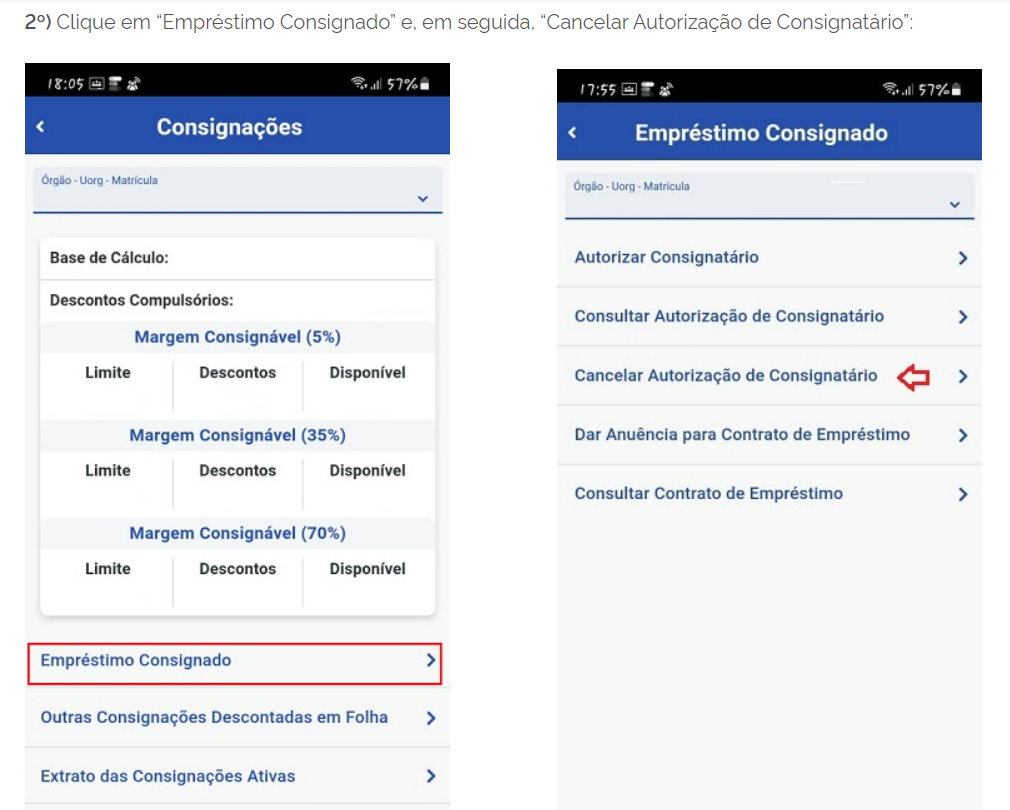 2º) Clique em “Empréstimo Consignado” e, em seguida, “Cancelar Autorização de Consignatário”:
18:05 57%
Consignações
Órgão - Uorg - Matrícula
Base de Cálculo:
Descontos Compulsórios:
Margem Consignável (5%)
Limite Descontos Disponível
Margem Consignável (35%)
Limite Descontos Disponível
Margem Consignável (70%)
Limite Descontos Disponível
Empréstimo Consignado
Outras Consignações Descontadas em Folha
Extrato das Consignações Ativas
17:55 57%
Empréstimo Consignado
Órgão - Uorg - Matrícula
Autorizar Consignatário
Consultar Autorização de Consignatário
Cancelar Autorização de Consignatário
Dar Anuência para Contrato de Empréstimo
Consultar Contrato de Empréstimo